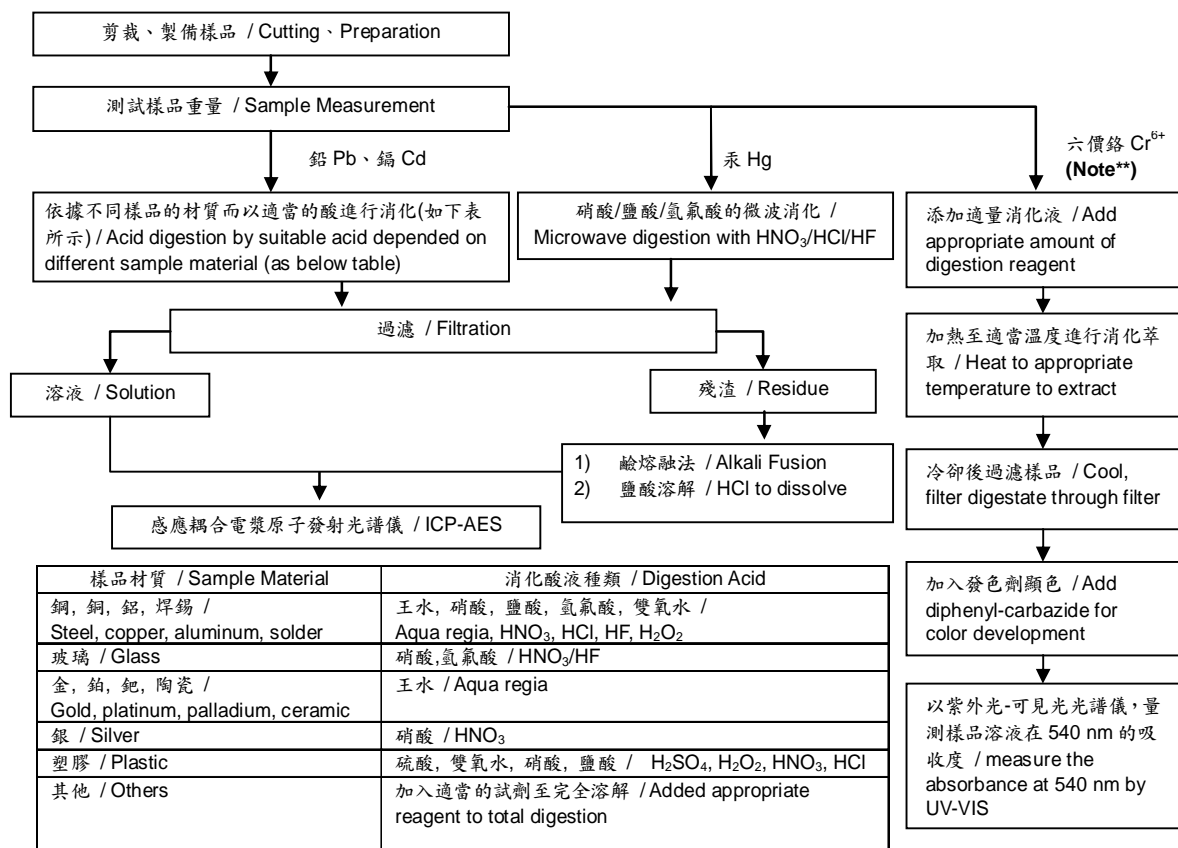 剪裁、製備樣品 / Cutting、Preparation
測試樣品重量 / Sample Measurement
鉛 Pb、鎘 Cd
汞 Hg
六價鉻 Cr⁶⁺
(Note**)
依據不同樣品的材質而以適當的酸進行消化(如下表
所示) / Acid digestion by suitable acid depended on
different sample material (as below table)
硝酸/鹽酸/氫氟酸的微波消化 /
Microwave digestion with HNO₃/HCl/HF
添加適量消化液 / Add
appropriate amount of
digestion reagent
過濾 / Filtration
加熱至適當溫度進行消化萃
取 / Heat to appropriate
temperature to extract
溶液 / Solution
殘渣 / Residue
1) 鹼熔融法 / Alkali Fusion
2) 鹽酸溶解 / HCl to dissolve
冷卻後過濾樣品 / Cool,
filter digestate through filter
感應耦合電漿原子發射光譜儀 / ICP-AES
加入發色劑顯色 / Add
diphenyl-carbazide for
color development
以紫外光-可見光光譜儀，量
測樣品溶液在 540 nm 的吸
收度 / measure the
absorbance at 540 nm by
UV-VIS
樣品材質 / Sample Material 消化酸液種類 / Digestion Acid
鋼, 銅, 鋁, 焊錫 / 王水, 硝酸, 鹽酸, 氫氟酸, 雙氧水 /
Steel, copper, aluminum, solder Aqua regia, HNO₃, HCl, HF, H₂O₂
玻璃 / Glass 硝酸,氫氟酸 / HNO₃/HF
金, 鉑, 鈀, 陶瓷 / 王水 / Aqua regia
Gold, platinum, palladium, ceramic
銀 / Silver 硝酸 / HNO₃
塑膠 / Plastic 硫酸, 雙氧水, 硝酸, 鹽酸 / H₂SO₄, H₂O₂, HNO₃, HCl
其他 / Others 加入適當的試劑至完全溶解 / Added appropriate
reagent to total digestion